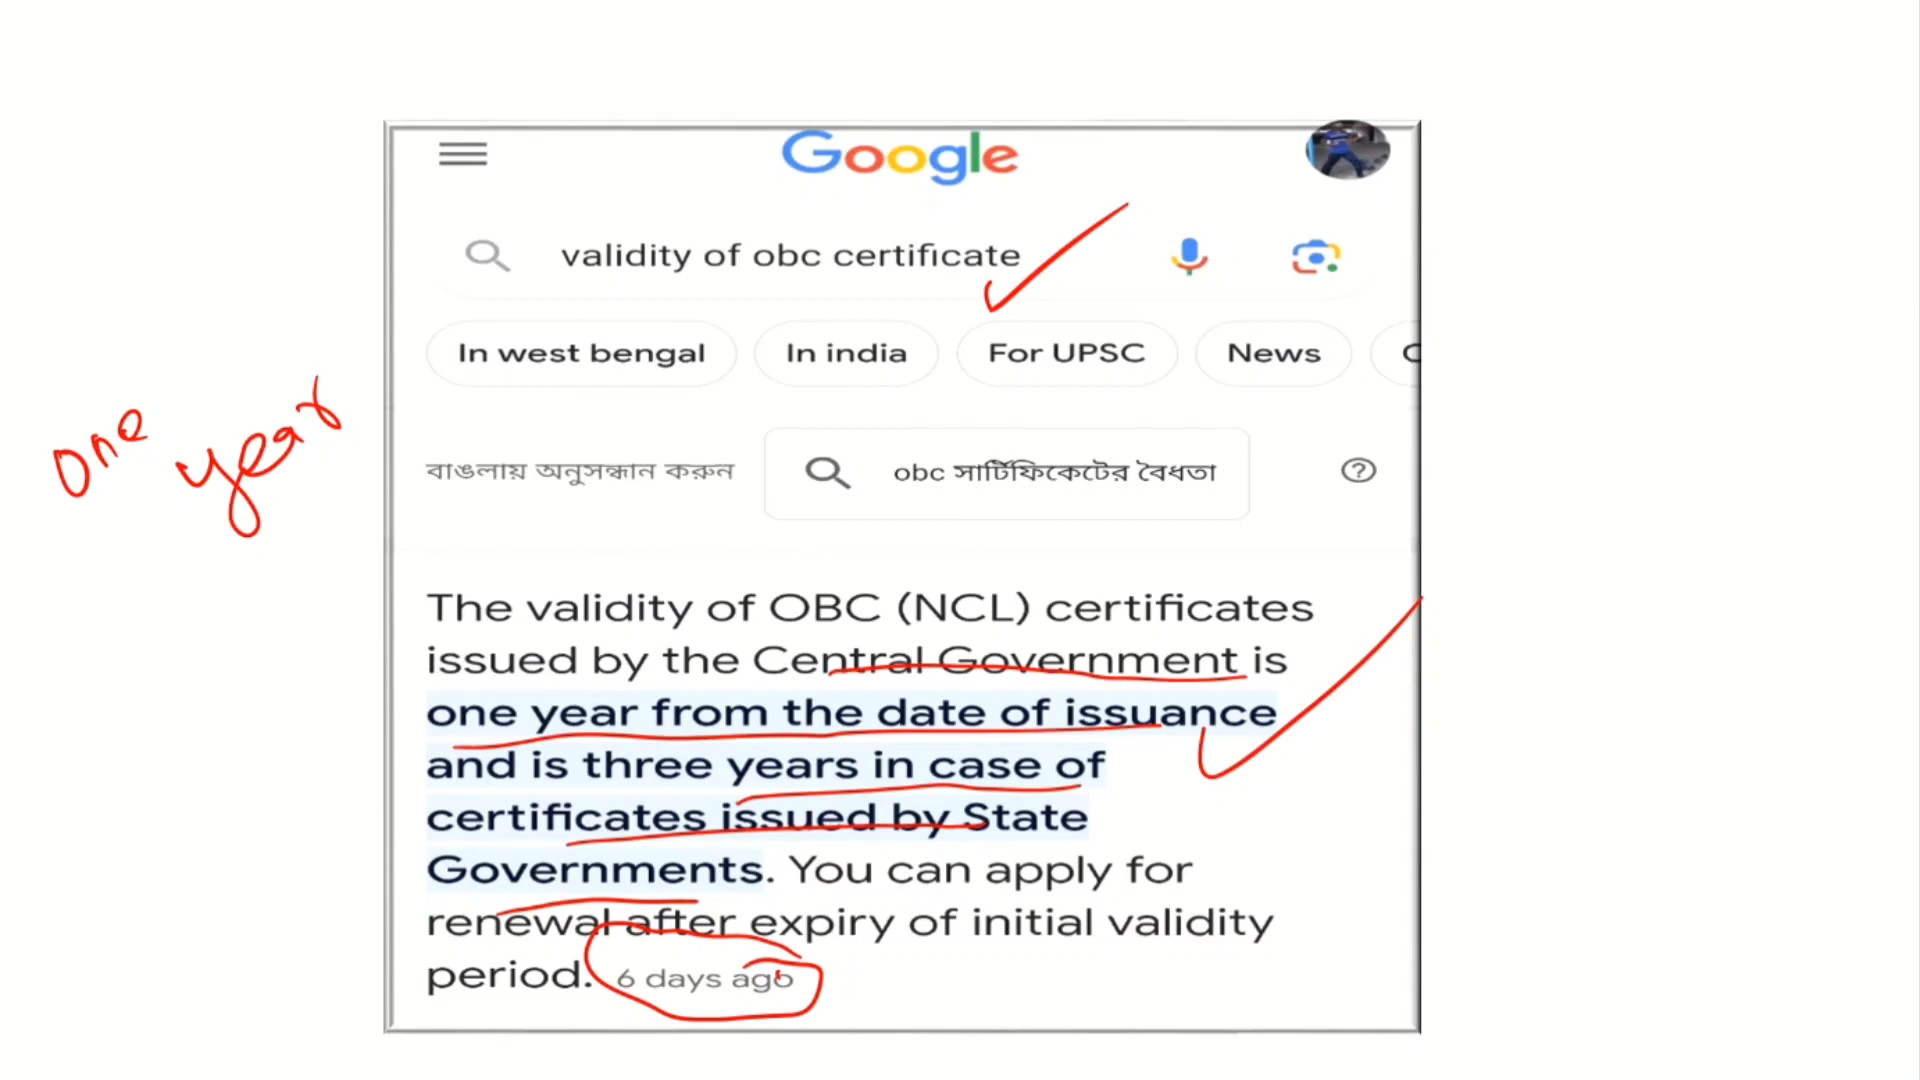 Google
validity of obc certificate
In west bengal In india For UPSC News
বাঙলায় অনুসন্ধান করুন obc সার্টিফিকেটের বৈধতা
one year
The validity of OBC (NCL) certificates
issued by the Central Government is
one year from the date of issuance
and is three years in case of
certificates issued by State
Governments. You can apply for
renewal after expiry of initial validity
period. 6 days ago